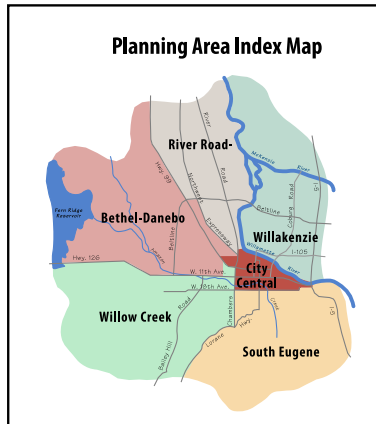 Planning Area Index Map
River Road-
McKenzie
River
River
Road
Northwest
Expressway
Hwy. 99
Coburg Road
I-5
Fern Ridge
Reservoir
Bethel-Danebo
Beltline
Beltline
Willakenzie
Willamette
River
I-105
Hwy. 126
W. 11th Ave.
W. 18th Ave.
City
Central
Willow Creek
Bailey Hill
Road
Chambers
Lorane
Hwy.
South Eugene
I-5